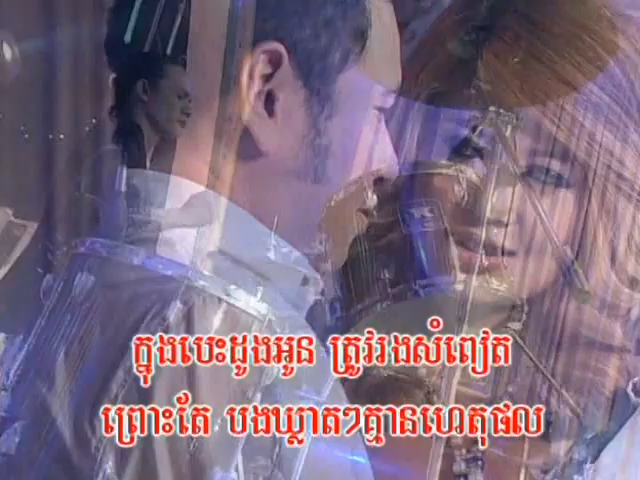 ក្នុងបេះដូងអូន ត្រូវរងសំពៀត
ព្រោះតែ បងឃ្លាតៗគ្មានហេតុផល